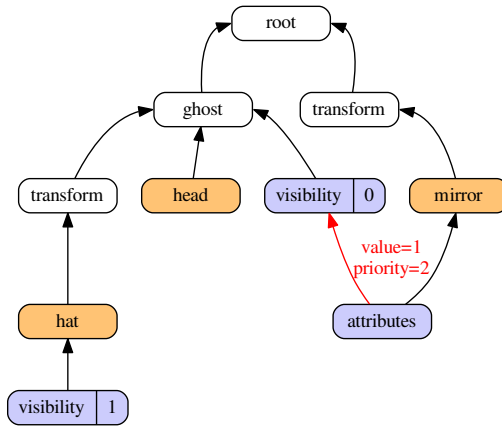 root
ghost
transform
transform
head
visibility 0
mirror
value=1
priority=2
hat
attributes
visibility 1